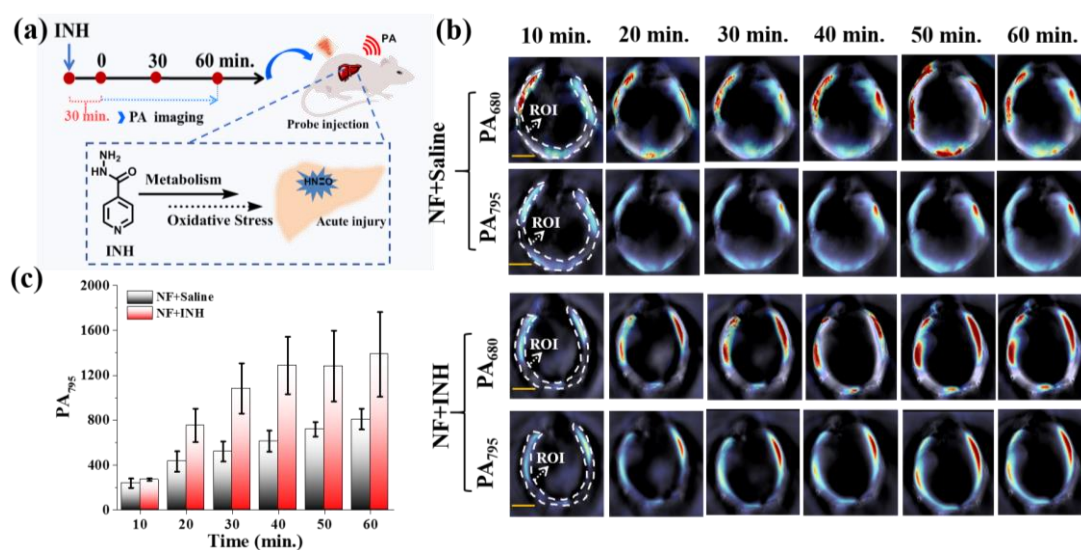 (a)
INH
0
30
60 min.
30 min.
PA imaging
PA
Probe injection
NH₂
HN
O
N
INH
Metabolism
Oxidative Stress
HNO
Acute injury
(b)
10 min.
20 min.
30 min.
40 min.
50 min.
60 min.
NF+Saline
PA₆₈₀
ROI
PA₇₉₅
ROI
NF+INH
PA₆₈₀
ROI
PA₇₉₅
ROI
(c)
NF+Saline
NF+INH
PA₇₉₅
2000
1600
1200
800
400
0
10
20
30
40
50
60
Time (min.)